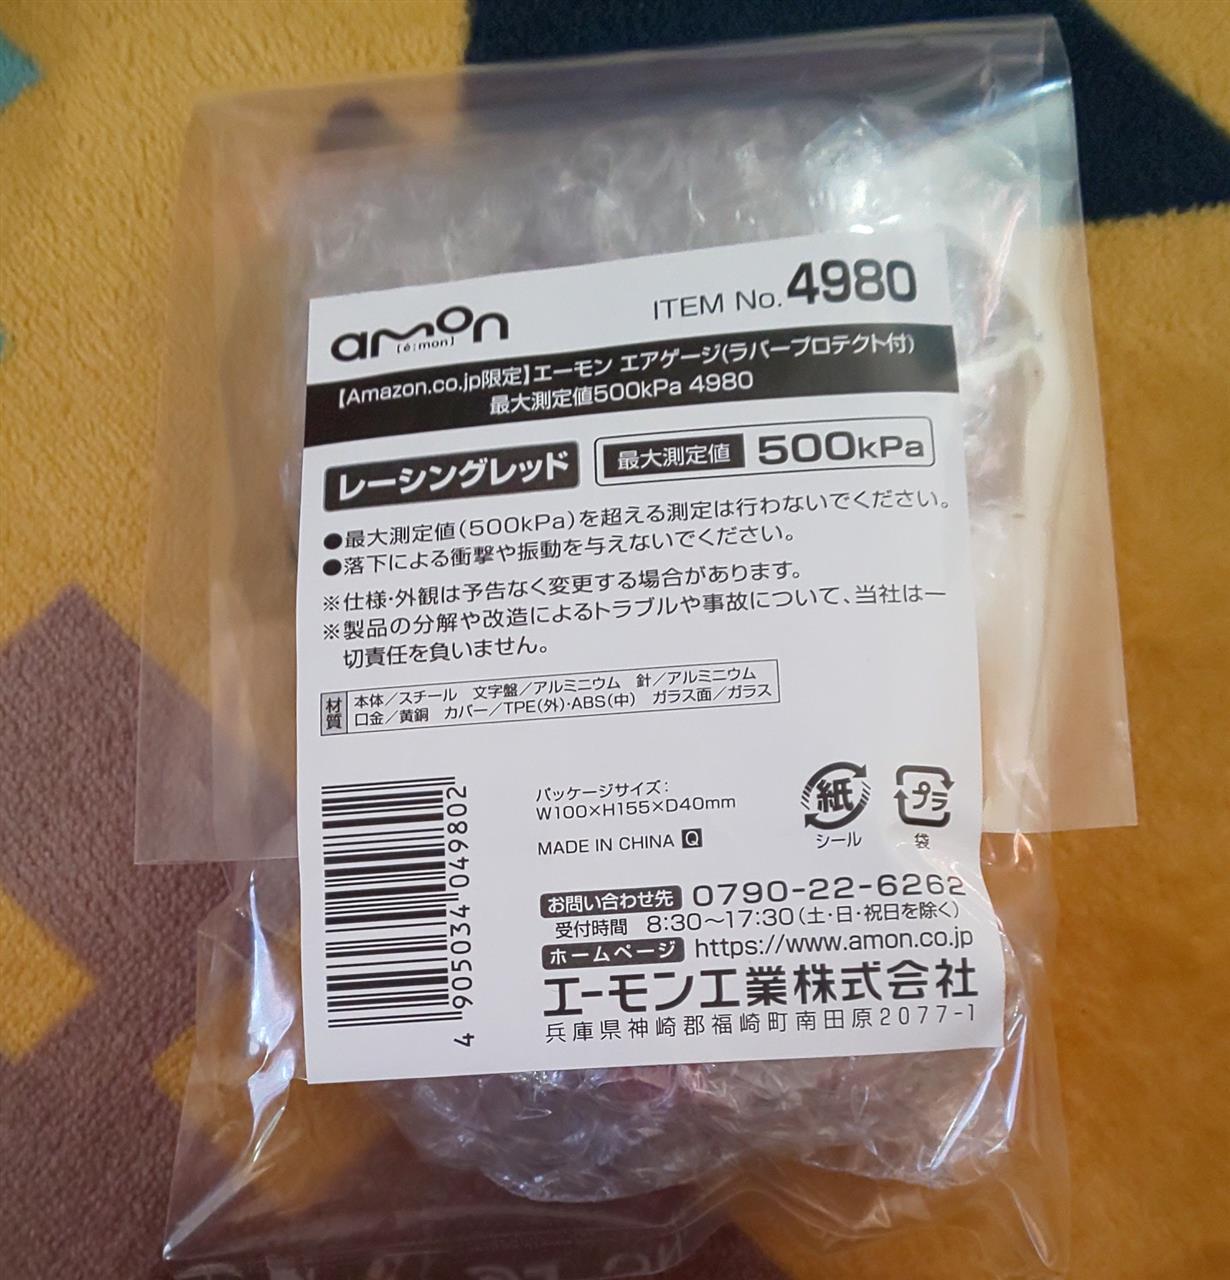 amon
[é:mon]
ITEM No. 4980
【Amazon.co.jp限定】エーモン エアゲージ(ラバープロテクト付)
最大測定値500kPa 4980
レーシングレッド
最大測定値 500kPa
●最大測定値(500kPa)を超える測定は行わないでください。
●落下による衝撃や振動を与えないでください。
※仕様・外観は予告なく変更する場合があります。
※製品の分解や改造によるトラブルや事故について、当社は一
切責任を負いません。
材質
本体／スチール 文字盤／アルミニウム 針／アルミニウム
口金／黄銅 カバー／TPE(外)・ABS(中) ガラス面／ガラス
4 905034 049802
パッケージサイズ:
W100×H155×D40mm
MADE IN CHINA Q
紙
シール
プラ
袋
お問い合わせ先 0790-22-6262
受付時間 8:30〜17:30(土・日・祝日を除く)
ホームページ https://www.amon.co.jp
エーモン工業株式会社
兵庫県神崎郡福崎町南田原2077-1